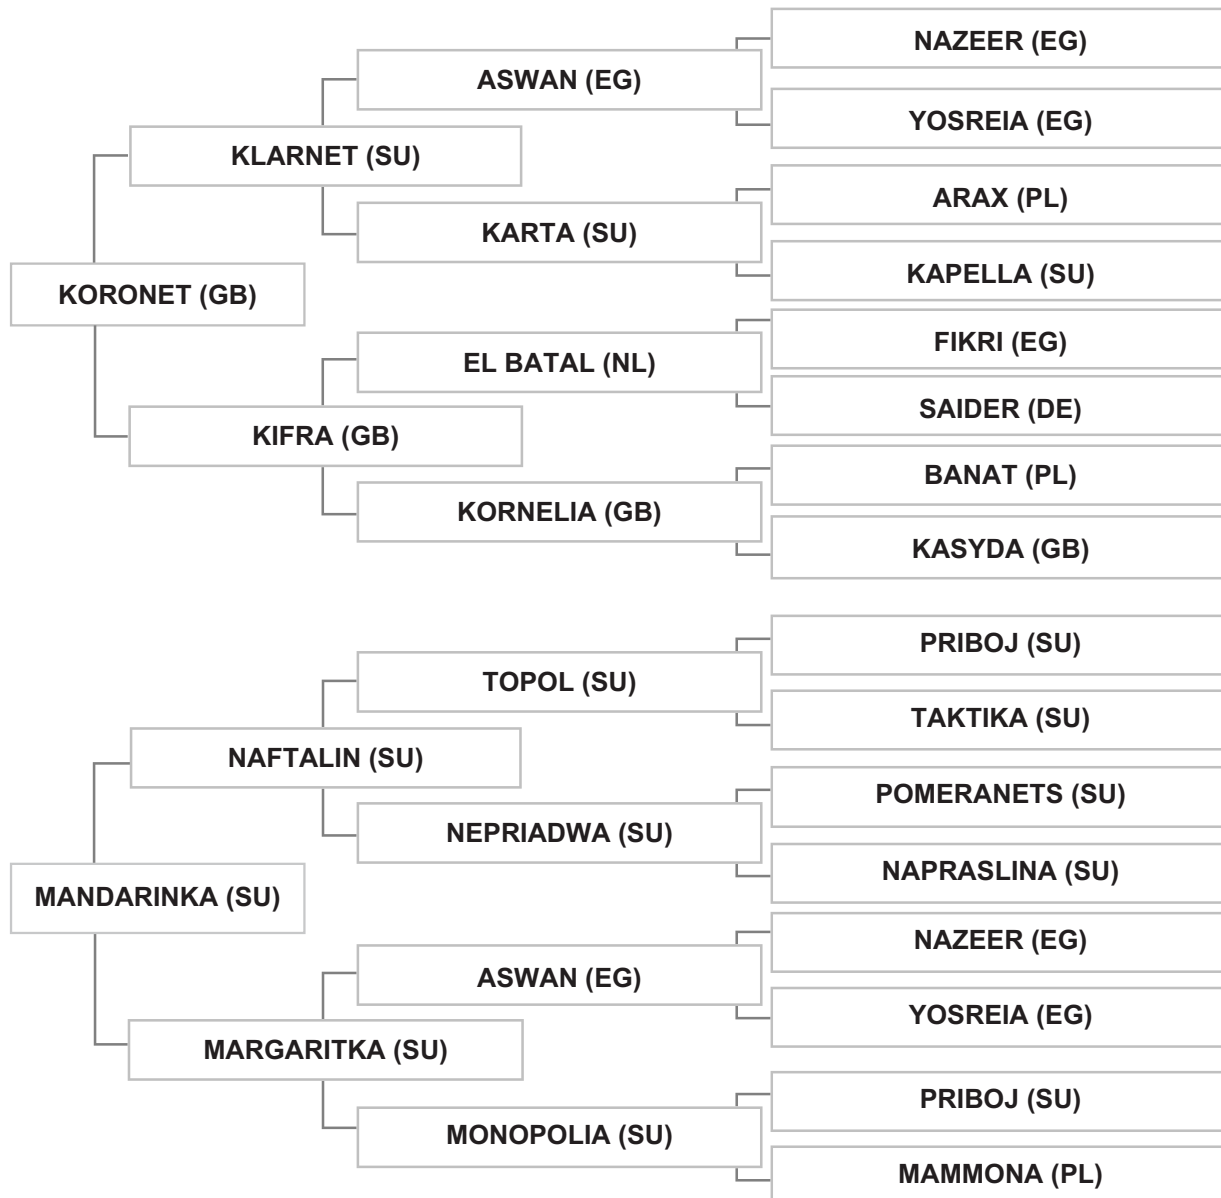 NAZEER (EG)
ASWAN (EG)
YOSREIA (EG)
KLARNET (SU)
ARAX (PL)
KARTA (SU)
KAPELLA (SU)
KORONET (GB)
FIKRI (EG)
EL BATAL (NL)
SAIDER (DE)
KIFRA (GB)
BANAT (PL)
KORNELIA (GB)
KASYDA (GB)
PRIBOJ (SU)
TOPOL (SU)
TAKTIKA (SU)
NAFTALIN (SU)
POMERANETS (SU)
NEPRIADWA (SU)
NAPRASLINA (SU)
MANDARINKA (SU)
NAZEER (EG)
ASWAN (EG)
YOSREIA (EG)
MARGARITKA (SU)
PRIBOJ (SU)
MONOPOLIA (SU)
MAMMONA (PL)